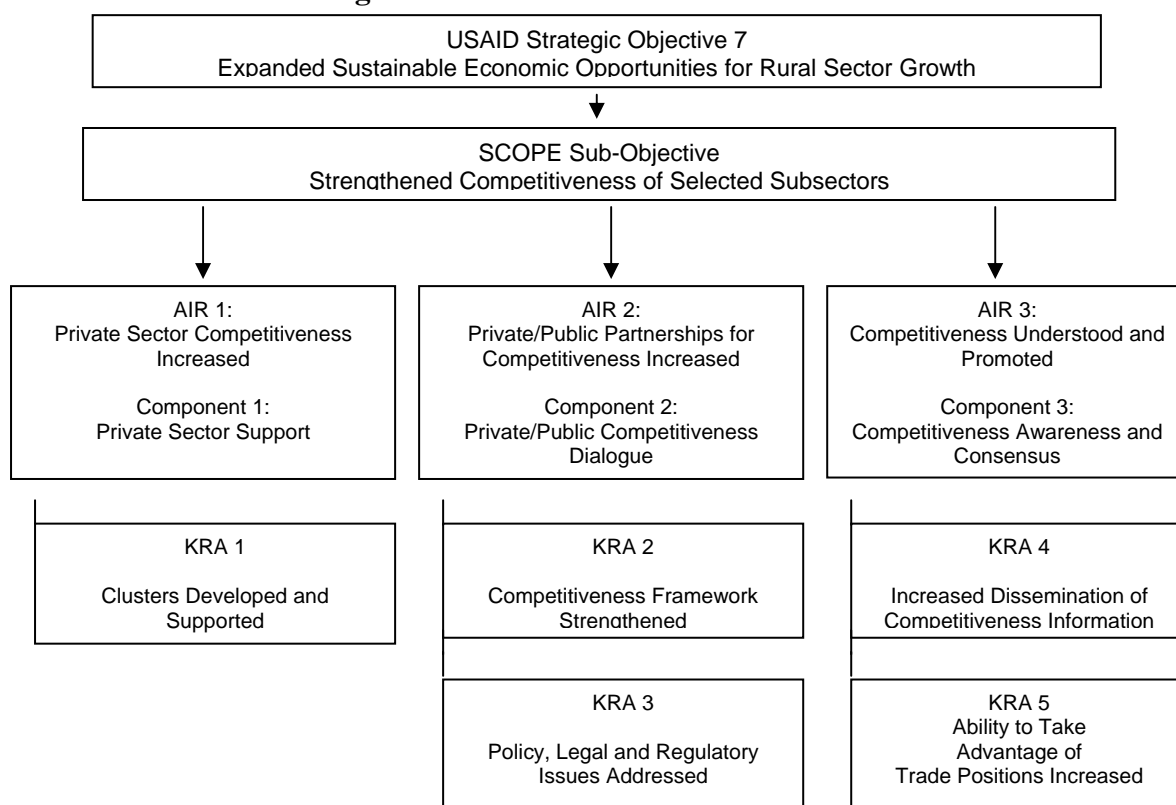 USAID Strategic Objective 7
Expanded Sustainable Economic Opportunities for Rural Sector Growth
SCOPE Sub-Objective
Strengthened Competitiveness of Selected Subsectors
AIR 1:
Private Sector Competitiveness
Increased
Component 1:
Private Sector Support
AIR 2:
Private/Public Partnerships for
Competitiveness Increased
Component 2:
Private/Public Competitiveness
Dialogue
AIR 3:
Competitiveness Understood and
Promoted
Component 3:
Competitiveness Awareness and
Consensus
KRA 1
Clusters Developed and
Supported
KRA 2
Competitiveness Framework
Strengthened
KRA 4
Increased Dissemination of
Competitiveness Information
KRA 3
Policy, Legal and Regulatory
Issues Addressed
KRA 5
Ability to Take
Advantage of
Trade Positions Increased